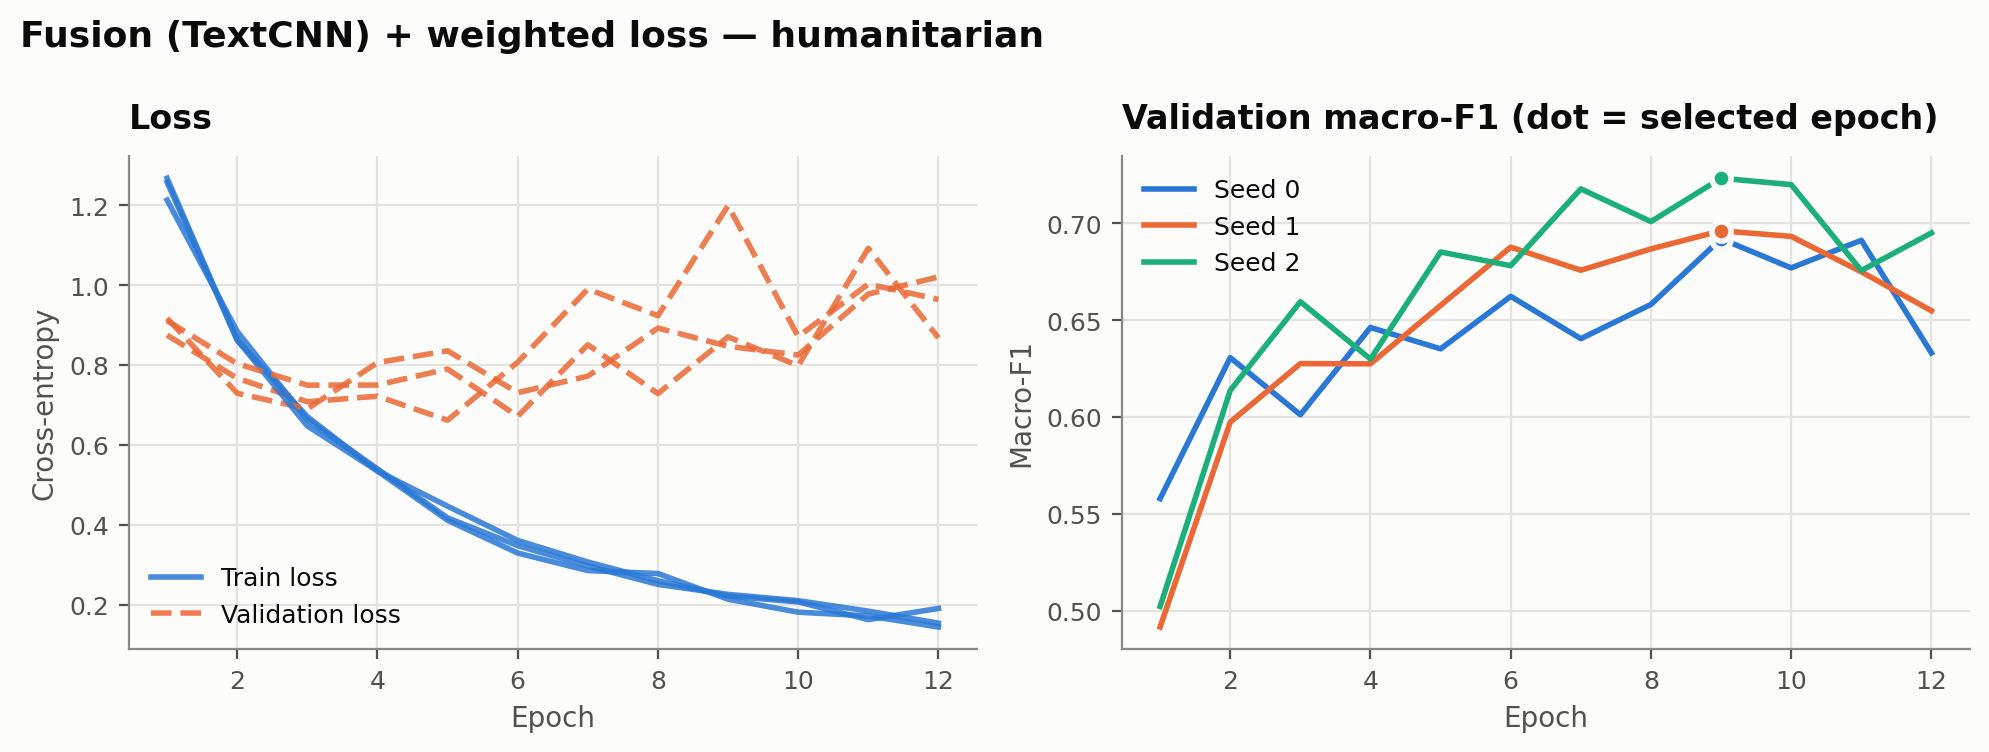 Fusion (TextCNN) + weighted loss — humanitarian
Loss
Cross-entropy
1.2
1.0
0.8
0.6
0.4
0.2
Train loss
Validation loss
2 4 6 8 10 12
Epoch
Validation macro-F1 (dot = selected epoch)
Macro-F1
0.70
0.65
0.60
0.55
0.50
Seed 0
Seed 1
Seed 2
2 4 6 8 10 12
Epoch